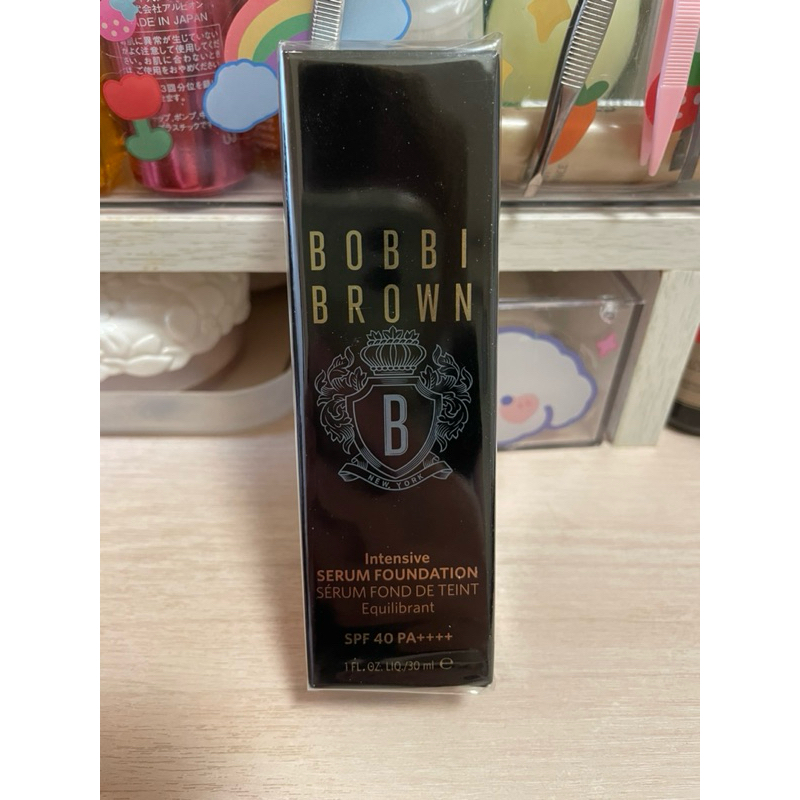 MADE IN JAPAN
BOBBI
BROWN
B
NEW YORK
Intensive
SERUM FOUNDATION
SÉRUM FOND DE TEINT
Equilibrant
SPF 40 PA++++
1 FL. OZ. LIQ./30 ml ℮